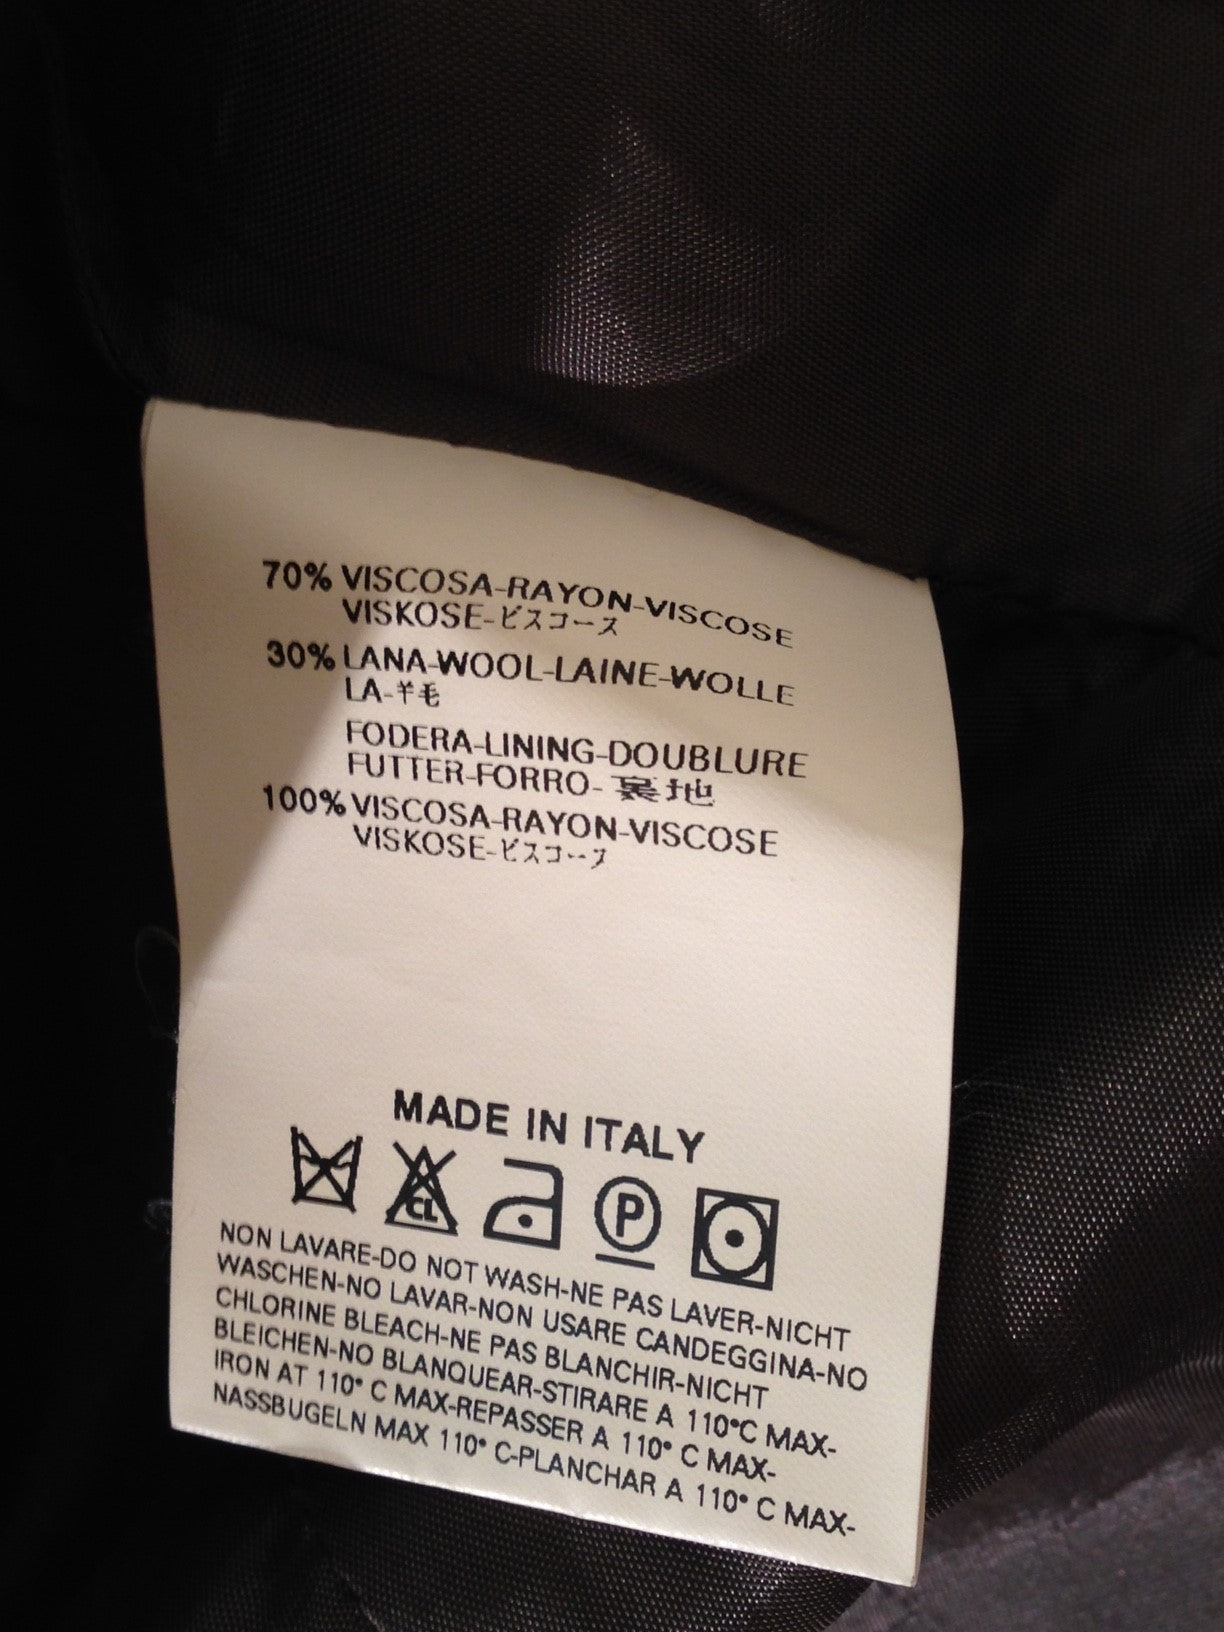 70% VISCOSA-RAYON-VISCOSE
VISKOSE-ビスコース
30% LANA-WOOL-LAINE-WOLLE
LA-羊毛
FODERA-LINING-DOUBLURE
FUTTER-FORRO-裏地
100% VISCOSA-RAYON-VISCOSE
VISKOSE-ビスコース
MADE IN ITALY
CL P
NON LAVARE-DO NOT WASH-NE PAS LAVER-NICHT
WASCHEN-NO LAVAR-NON USARE CANDEGGINA-NO
CHLORINE BLEACH-NE PAS BLANCHIR-NICHT
BLEICHEN-NO BLANQUEAR-STIRARE A 110°C MAX-
IRON AT 110° C MAX-REPASSER A 110° C MAX-
NASSBUGELN MAX 110° C-PLANCHAR A 110° C MAX-